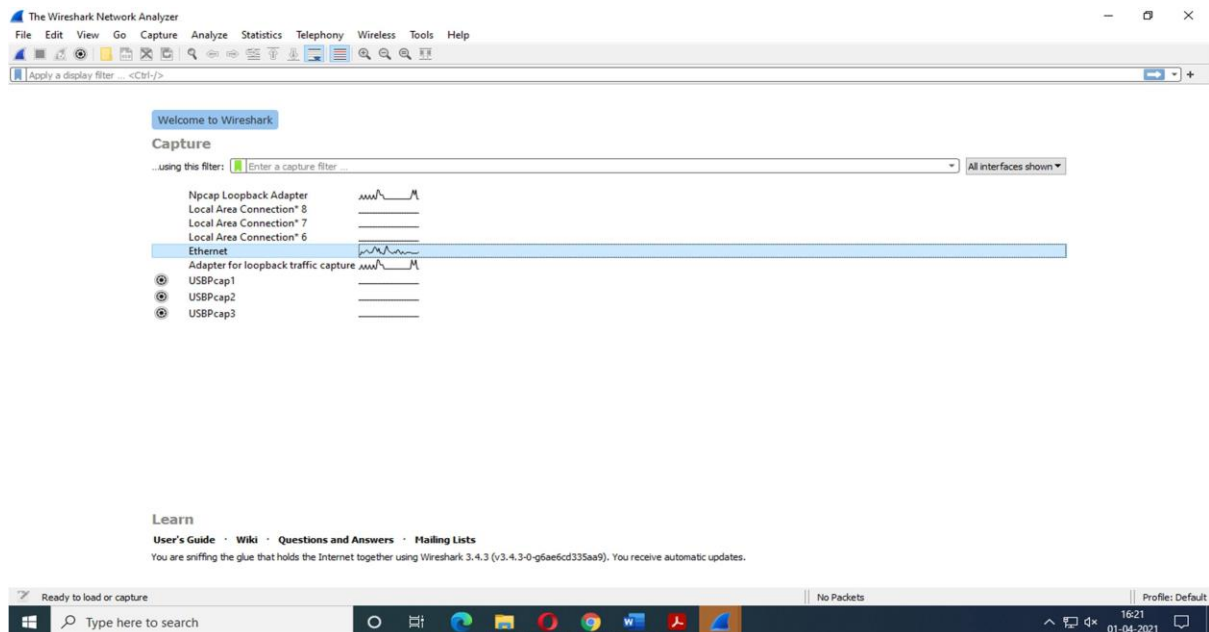 The Wireshark Network Analyzer
File Edit View Go Capture Analyze Statistics Telephony Wireless Tools Help
Apply a display filter ... <Ctrl-/>
Welcome to Wireshark
Capture
...using this filter: Enter a capture filter ... All interfaces shown
Npcap Loopback Adapter
Local Area Connection* 8
Local Area Connection* 7
Local Area Connection* 6
Ethernet
Adapter for loopback traffic capture
USBPcap1
USBPcap2
USBPcap3
Learn
User's Guide · Wiki · Questions and Answers · Mailing Lists
You are sniffing the glue that holds the Internet together using Wireshark 3.4.3 (v3.4.3-0-g6ae6cd335aa9). You receive automatic updates.
Ready to load or capture No Packets Profile: Default
Type here to search
16:21
01-04-2021